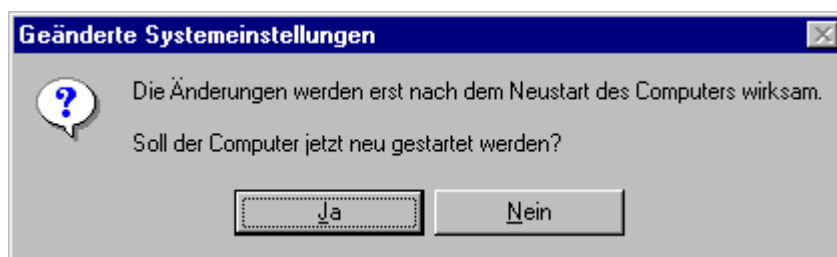 Geänderte Systemeinstellungen
Die Änderungen werden erst nach dem Neustart des Computers wirksam.
Soll der Computer jetzt neu gestartet werden?
Ja
Nein